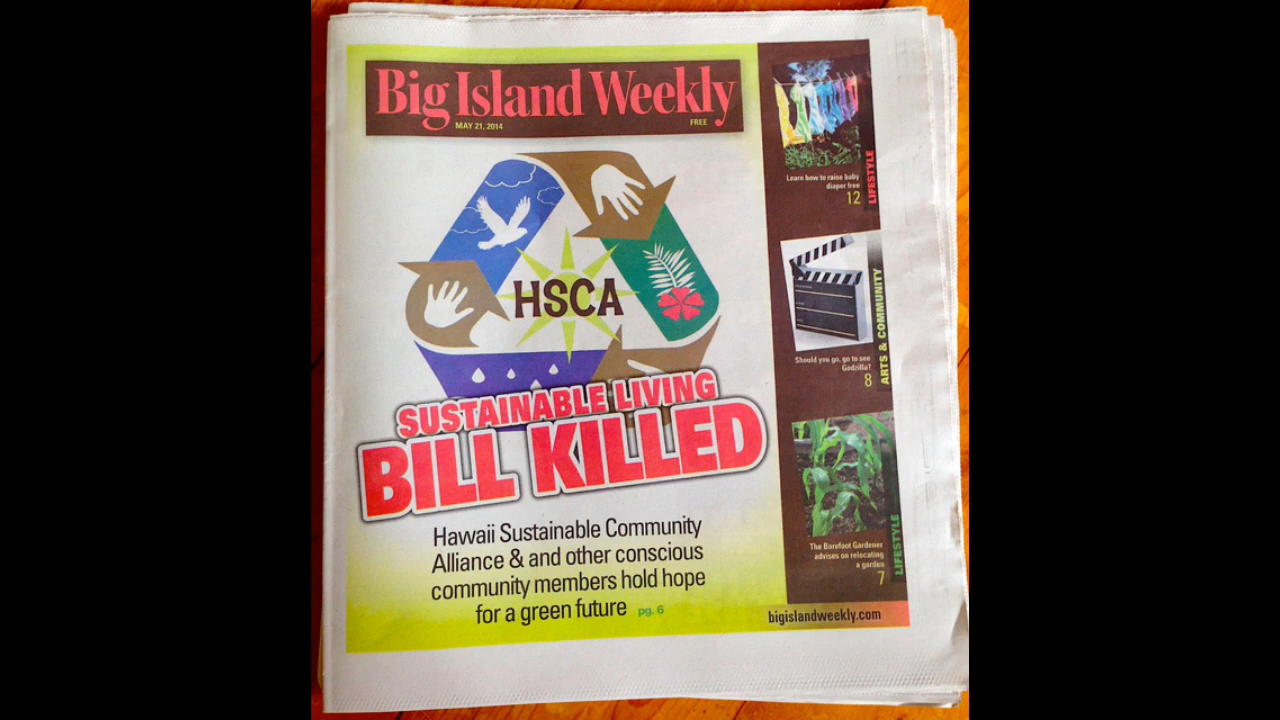 Big Island Weekly
MAY 21, 2014
FREE
HSCA
SUSTAINABLE LIVING
BILL KILLED
Hawaii Sustainable Community
Alliance & and other conscious
community members hold hope
for a green future pg. 6
Learn how to raise baby
diaper free
12
LIFESTYLE
Should you go, go to see
Godzilla?
8
ARTS & COMMUNITY
The Barefoot Gardener
advises on relocating
a garden
7
LIFESTYLE
bigislandweekly.com